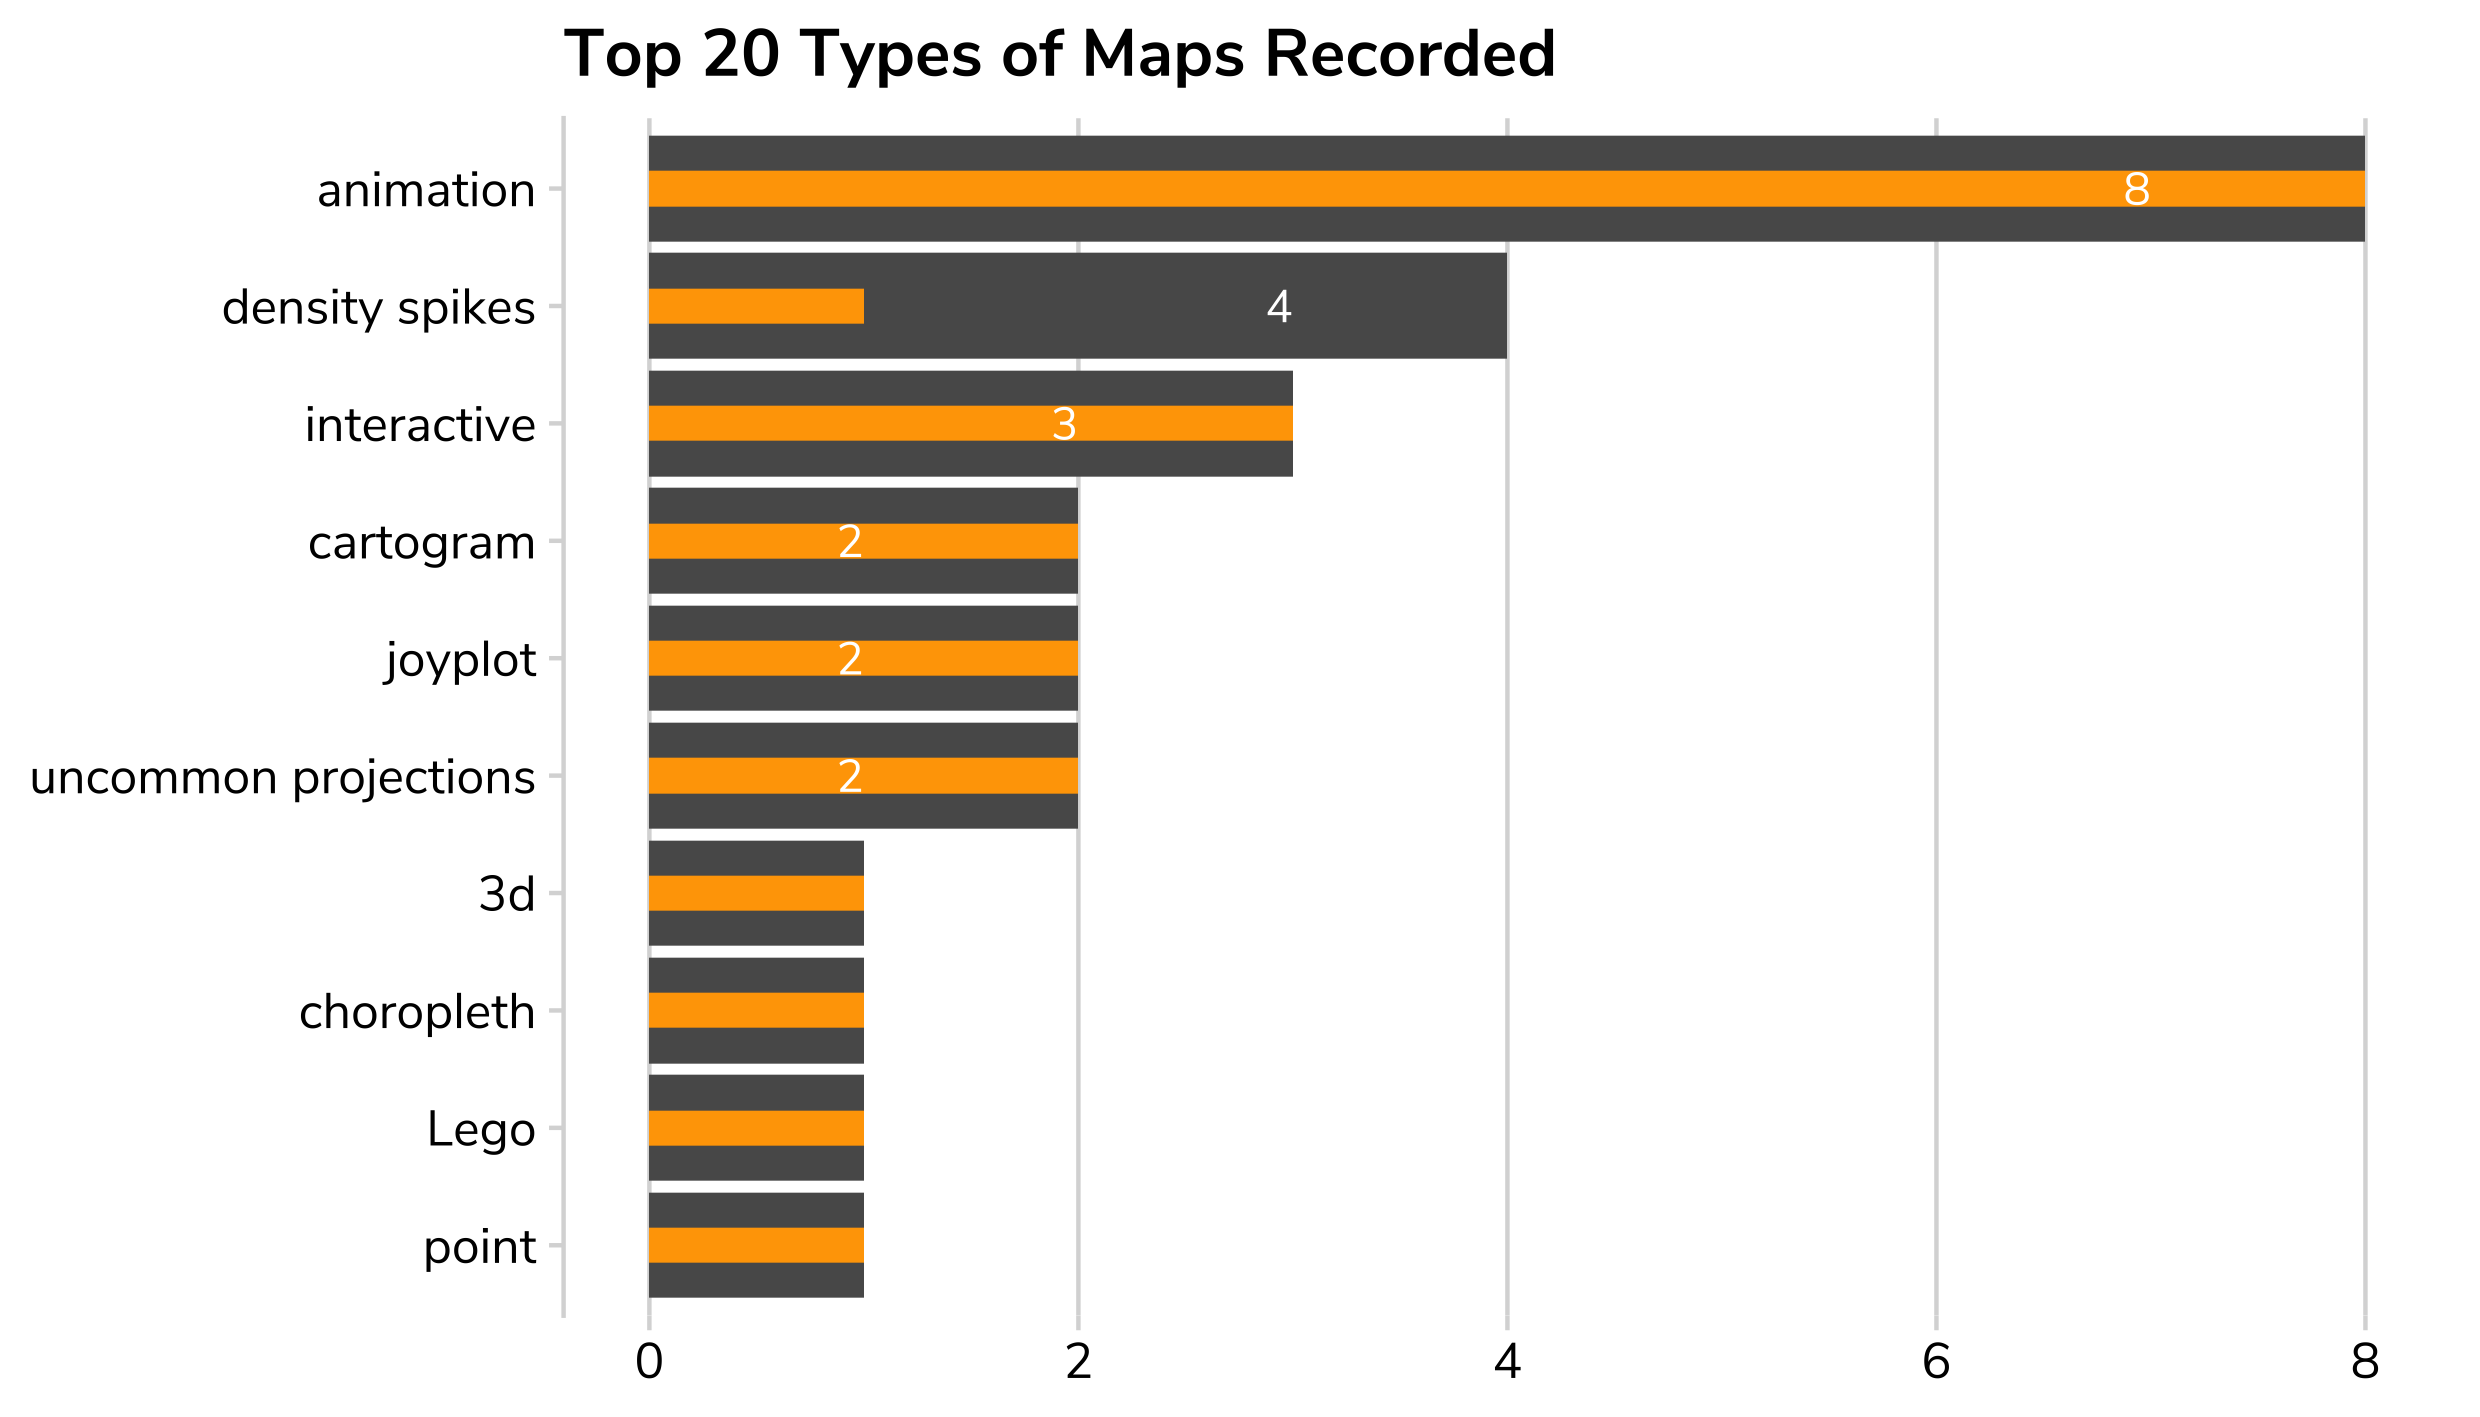 Top 20 Types of Maps Recorded
animation 8
density spikes 4
interactive 3
cartogram 2
joyplot 2
uncommon projections 2
3d
choropleth
Lego
point
0 2 4 6 8